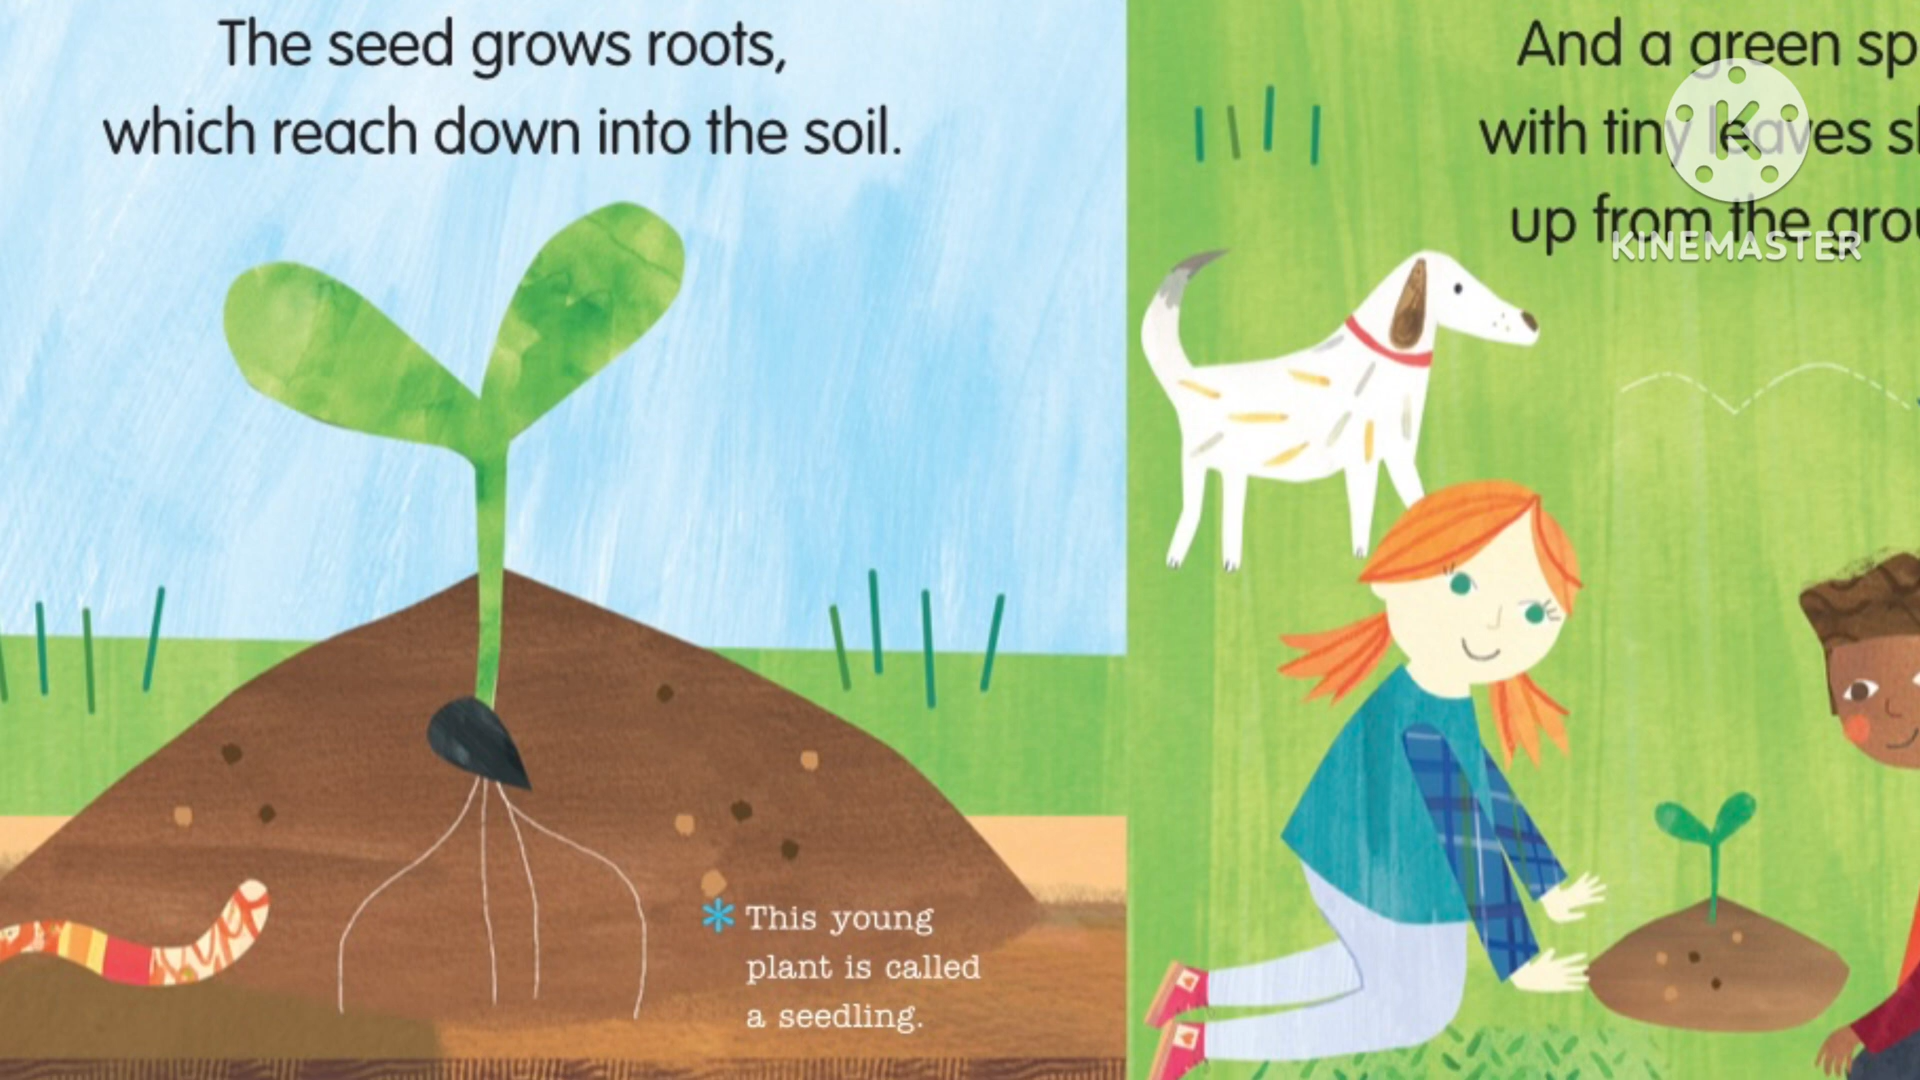 The seed grows roots,
which reach down into the soil.
This young
plant is called
a seedling.
And a green
with tiny leaves
up from the
KINEMASTER